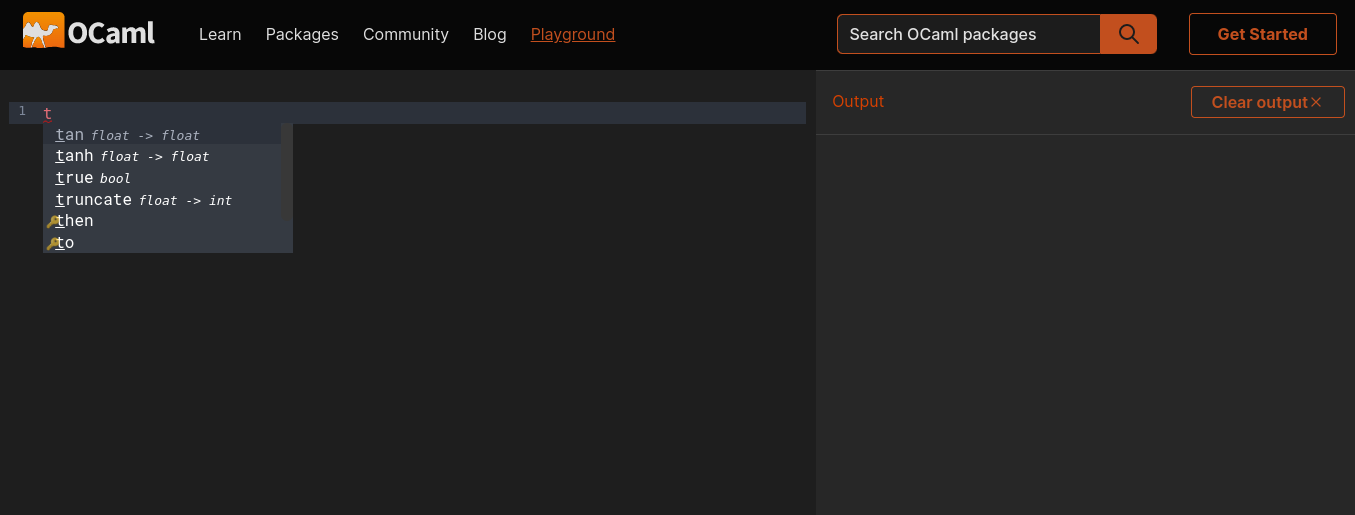 OCaml Learn Packages Community Blog Playground Search OCaml packages Get Started
Output Clear output×
1 t
tan float -> float
tanh float -> float
true bool
truncate float -> int
🔑then
🔑to